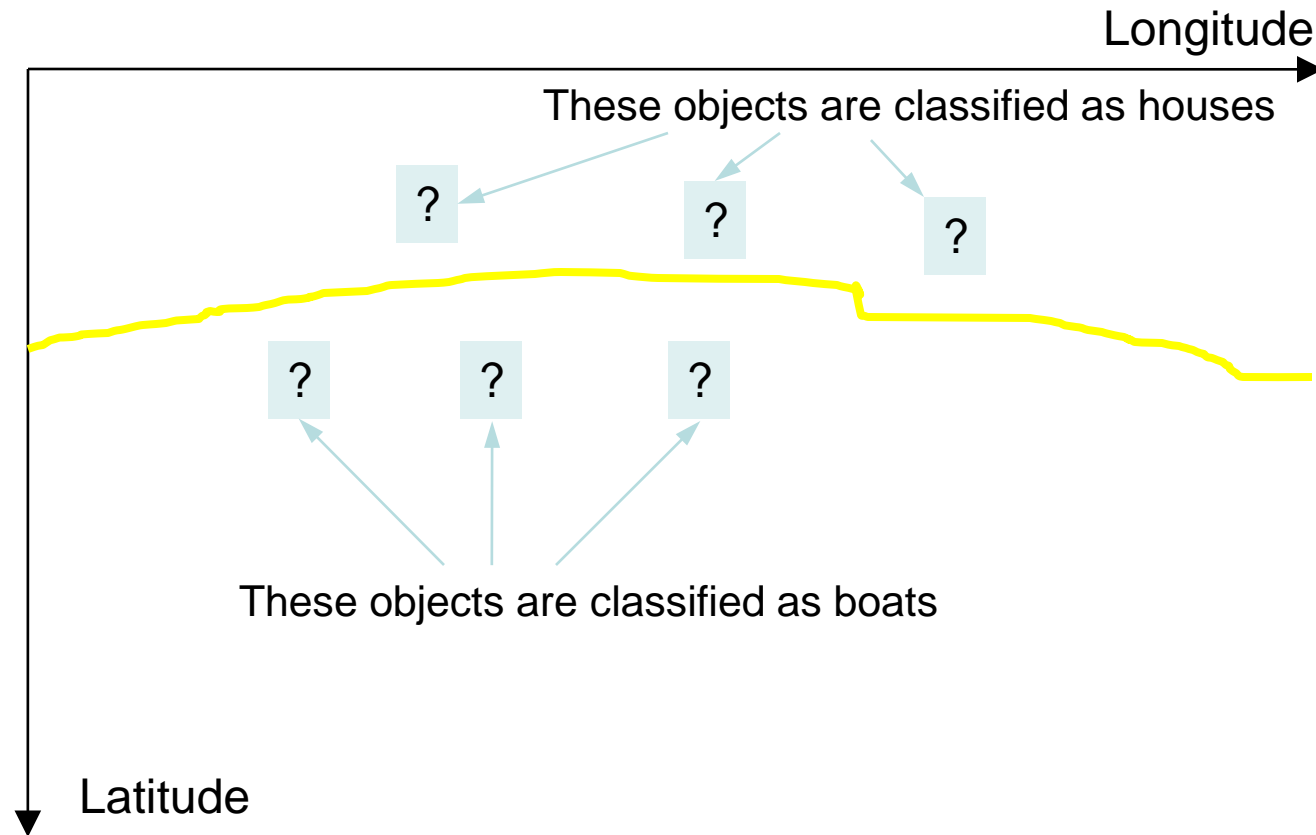 Longitude
These objects are classified as houses
?
?
?
?
?
?
These objects are classified as boats
Latitude